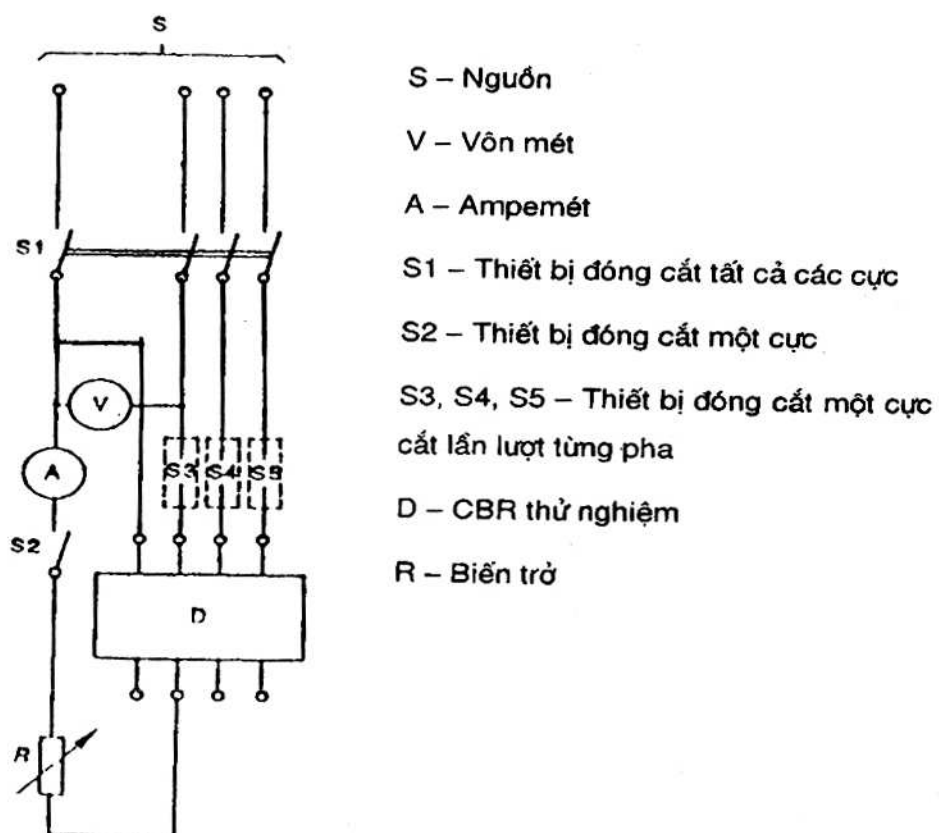 S
S1
V
A
S3
S4
S5
S2
D
R
S – Nguồn
V – Vôn mét
A – Ampemét
S1 – Thiết bị đóng cắt tất cả các cực
S2 – Thiết bị đóng cắt một cực
S3, S4, S5 – Thiết bị đóng cắt một cực
cắt lần lượt từng pha
D – CBR thử nghiệm
R – Biến trở